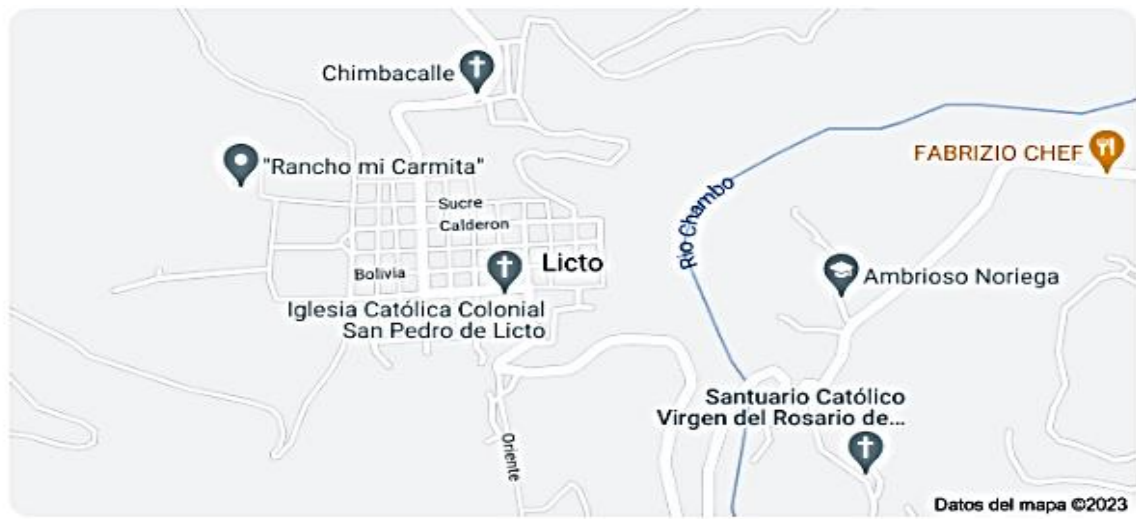 Chimbacalle
FABRIZIO CHEF
"Rancho mi Carmita"
Sucre
Calderon
Rio Chambo
Bolivia
Licto
Ambrioso Noriega
Iglesia Católica Colonial
San Pedro de Licto
Santuario Católico
Virgen del Rosario de...
Oriente
Datos del mapa ©2023